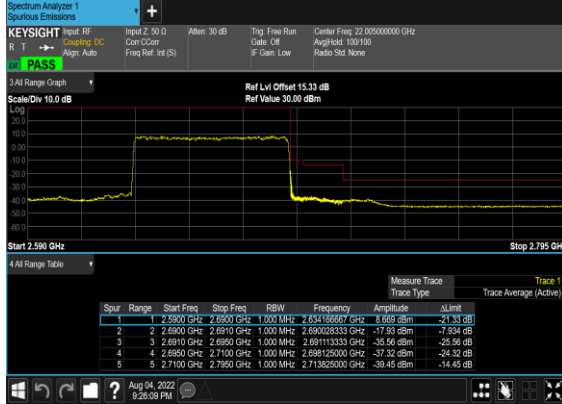 Spectrum Analyzer 1
Spurious Emissions
+
KEYSIGHT Input: RF Input Z: 50 Ω Atten: 30 dB Trig: Free Run Center Freq: 22.005000000 GHz
R T Coupling: DC Corr CCorr Gate: Off Avg|Hold: 100/100
Align: Auto Freq Ref: Int (S) IF Gain: Low Radio Std: None
PASS
3 All Range Graph
Ref Lvl Offset 15.33 dB
Scale/Div 10.0 dB Ref Value 30.00 dBm
Log
20.0
10.0
0.00
-10.0
-20.0
-30.0
-40.0
-50.0
-60.0
Start 2.590 GHz Stop 2.795 GH
4 All Range Table
Measure Trace Trace 1
Trace Type Trace Average (Active)
Spur Range Start Freq Stop Freq RBW Frequency Amplitude ΔLimit
1 1 2.5900 GHz 2.6900 GHz 1.000 MHz 2.634166667 GHz 8.669 dBm -21.33 dB
2 2 2.6900 GHz 2.6910 GHz 1.000 MHz 2.690028333 GHz -17.93 dBm -7.934 dB
3 3 2.6910 GHz 2.6950 GHz 1.000 MHz 2.691113333 GHz -35.56 dBm -25.56 dB
4 4 2.6950 GHz 2.7100 GHz 1.000 MHz 2.698125000 GHz -37.32 dBm -24.32 dB
5 5 2.7100 GHz 2.7950 GHz 1.000 MHz 2.713825000 GHz -39.45 dBm -14.45 dB
?
Aug 04, 2022
9:26:09 PM